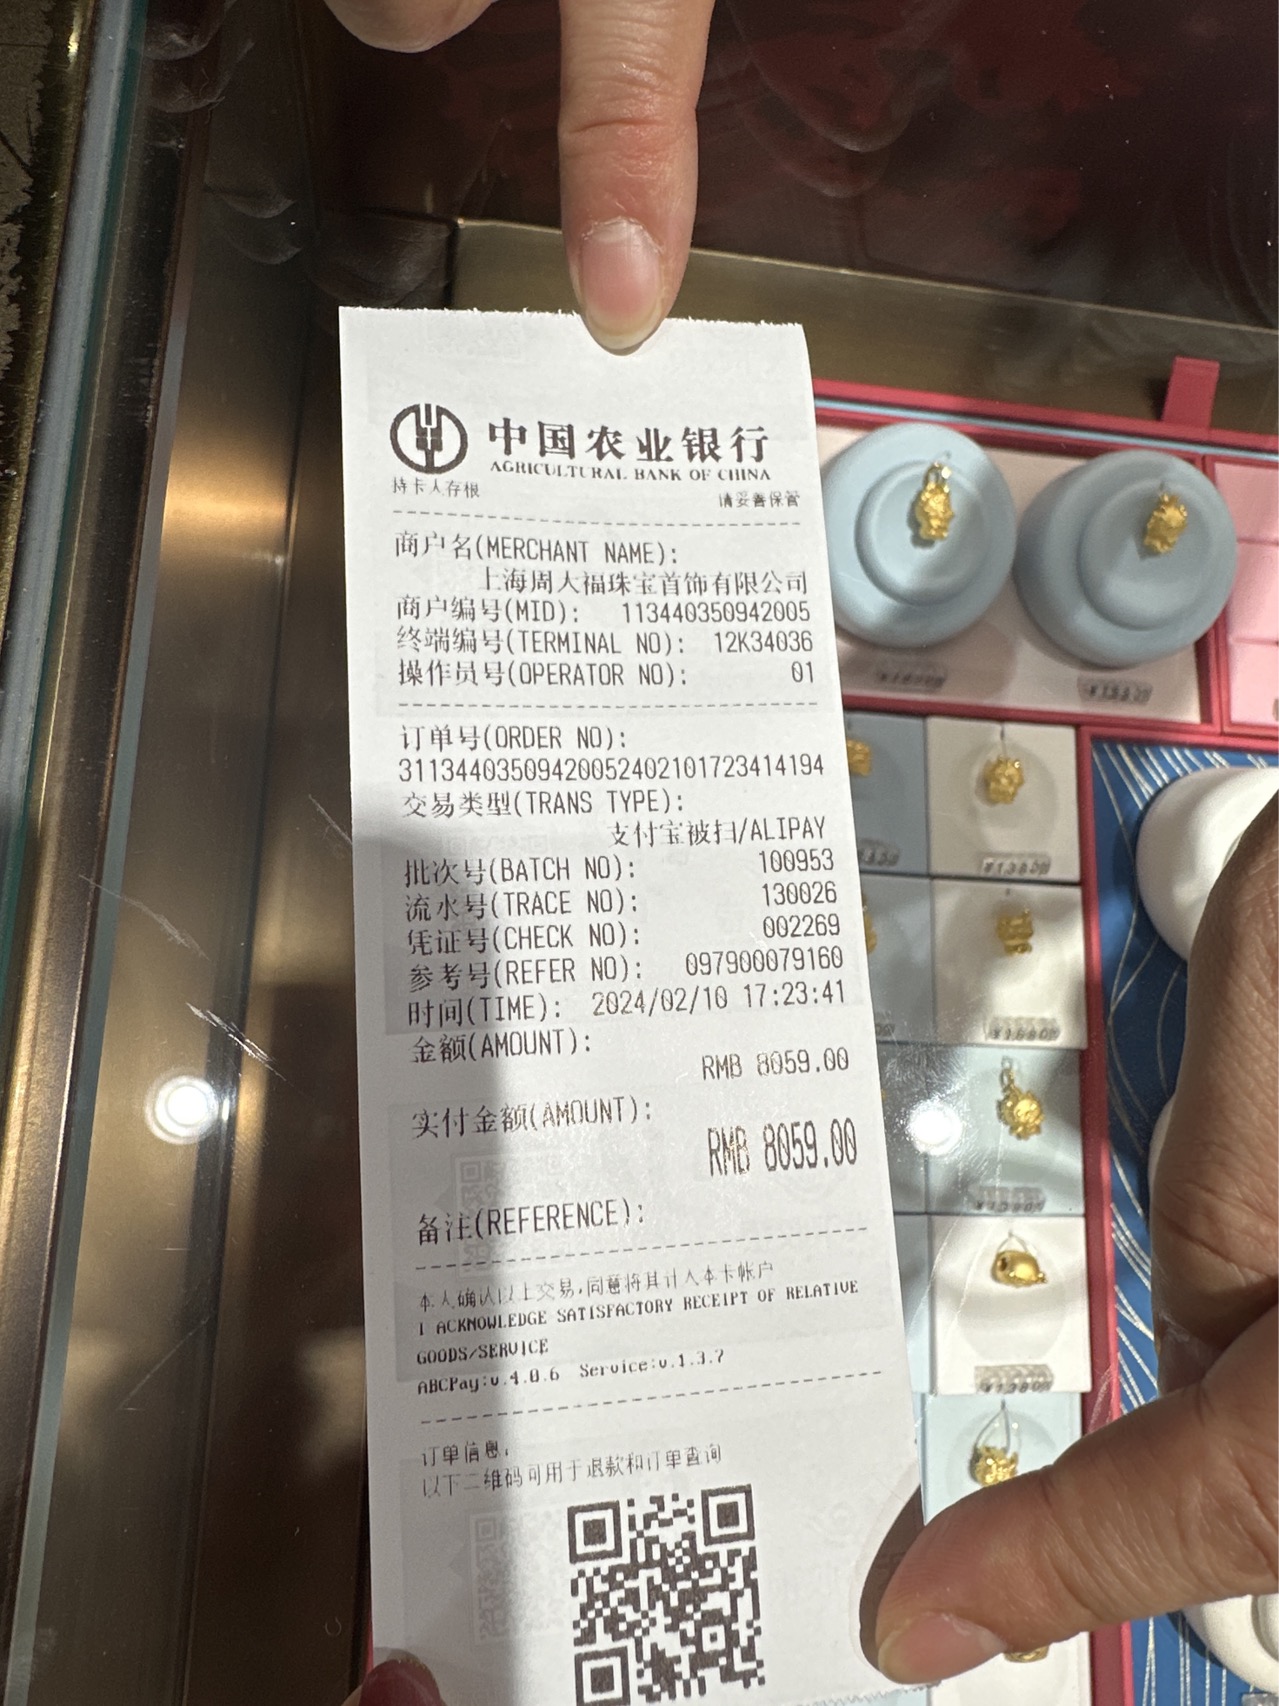 中国农业银行
AGRICULTURAL BANK OF CHINA
持卡人存根 请妥善保管
商户名(MERCHANT NAME):
上海周大福珠宝首饰有限公司
商户编号(MID): 113440350942005
终端编号(TERMINAL NO): 12K34036
操作员号(OPERATOR NO): 01
订单号(ORDER NO):
31134403509420052402101723414194
交易类型(TRANS TYPE):
支付宝被扫/ALIPAY
批次号(BATCH NO): 100953
流水号(TRACE NO): 130026
凭证号(CHECK NO): 002269
参考号(REFER NO): 097900079160
时间(TIME): 2024/02/10 17:23:41
金额(AMOUNT):
RMB 8059.00
实付金额(AMOUNT):
RMB 8059.00
备注(REFERENCE):
本人确认以上交易,同意将其计入本卡帐户
I ACKNOWLEDGE SATISFACTORY RECEIPT OF RELATIVE
GOODS/SERVICE
ABCPay:v.4.0.6 Service:v.1.3.7
订单信息:
以下二维码可用于退款和订单查询